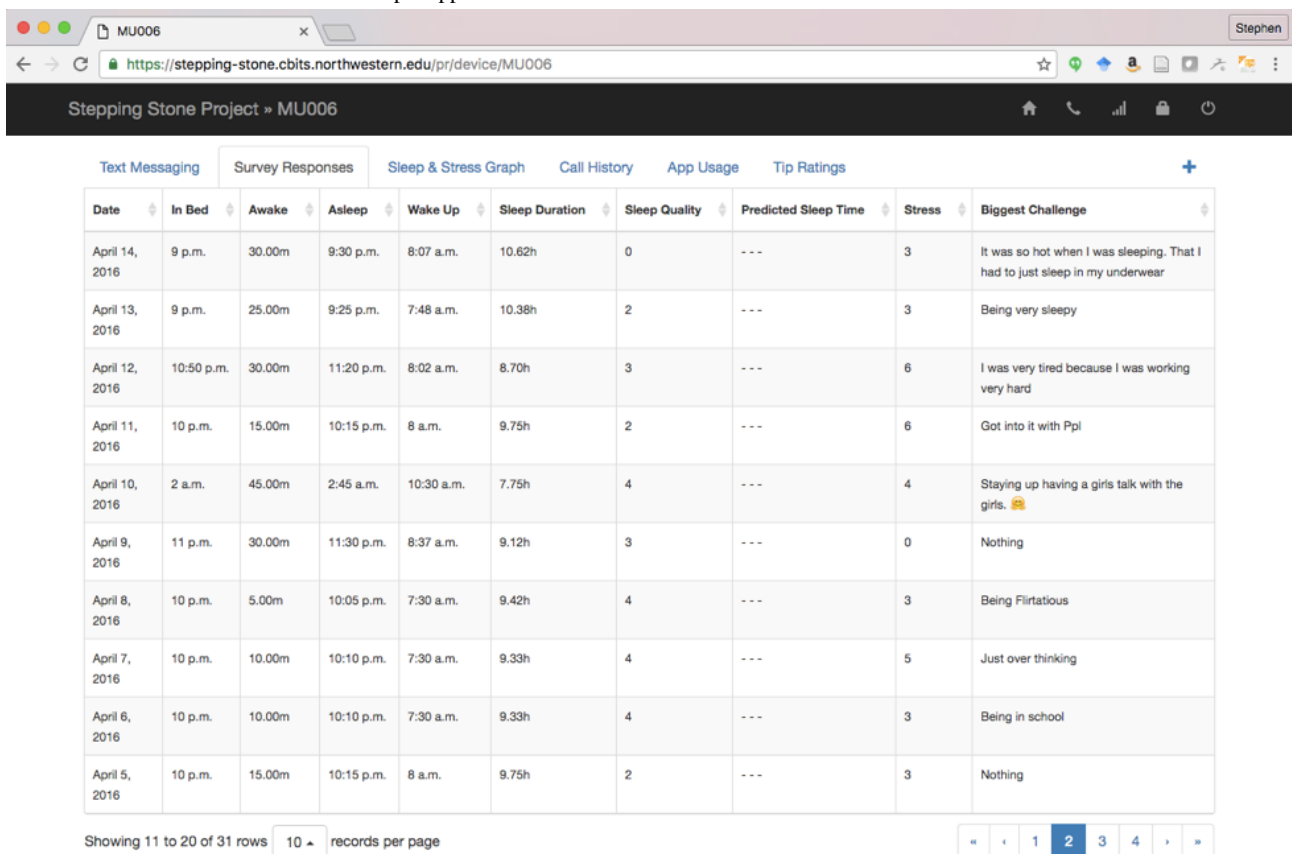 MU006
Stephen
https://stepping-stone.cbits.northwestern.edu/pr/device/MU006
Stepping Stone Project » MU006
Text Messaging Survey Responses Sleep & Stress Graph Call History App Usage Tip Ratings +
Date In Bed Awake Asleep Wake Up Sleep Duration Sleep Quality Predicted Sleep Time Stress Biggest Challenge
April 14, 2016 9 p.m. 30.00m 9:30 p.m. 8:07 a.m. 10.62h 0 - - - 3 It was so hot when I was sleeping. That I
had to just sleep in my underwear
April 13, 2016 9 p.m. 25.00m 9:25 p.m. 7:48 a.m. 10.38h 2 - - - 3 Being very sleepy
April 12, 2016 10:50 p.m. 30.00m 11:20 p.m. 8:02 a.m. 8.70h 3 - - - 6 I was very tired because I was working
very hard
April 11, 2016 10 p.m. 15.00m 10:15 p.m. 8 a.m. 9.75h 2 - - - 6 Got into it with Ppl
April 10, 2016 2 a.m. 45.00m 2:45 a.m. 10:30 a.m. 7.75h 4 - - - 4 Staying up having a girls talk with the
girls. 🤗
April 9, 2016 11 p.m. 30.00m 11:30 p.m. 8:37 a.m. 9.12h 3 - - - 0 Nothing
April 8, 2016 10 p.m. 5.00m 10:05 p.m. 7:30 a.m. 9.42h 4 - - - 3 Being Flirtatious
April 7, 2016 10 p.m. 10.00m 10:10 p.m. 7:30 a.m. 9.33h 4 - - - 5 Just over thinking
April 6, 2016 10 p.m. 10.00m 10:10 p.m. 7:30 a.m. 9.33h 4 - - - 3 Being in school
April 5, 2016 10 p.m. 15.00m 10:15 p.m. 8 a.m. 9.75h 2 - - - 3 Nothing
Showing 11 to 20 of 31 rows 10 records per page « ‹ 1 2 3 4 › »